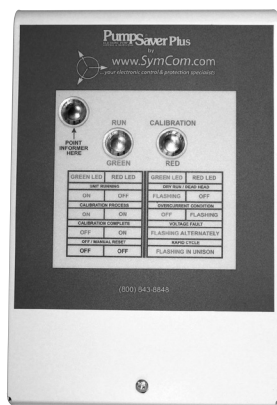 PumpSaver Plus
by
www.SymCom.com
...your electronic control & protection specialists
POINT
INFORMER
HERE
RUN
GREEN
CALIBRATION
RED
GREEN LED RED LED
UNIT RUNNING
ON OFF
CALIBRATION PROCESS
ON ON
CALIBRATION COMPLETE
OFF ON
OFF / MANUAL RESET
OFF OFF
GREEN LED RED LED
DRY RUN / DEAD HEAD
FLASHING OFF
OVERCURRENT CONDITION
OFF FLASHING
VOLTAGE FAULT
FLASHING ALTERNATELY
RAPID CYCLE
FLASHING IN UNISON
(800) 843-8848